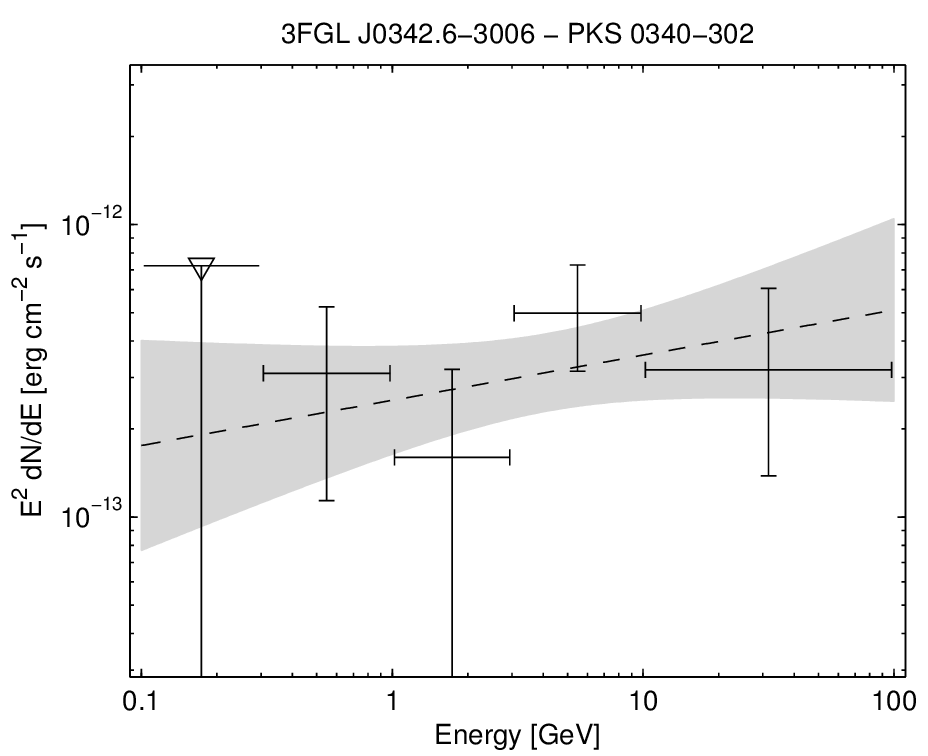 3FGL J0342.6−3006 − PKS 0340−302
E² dN/dE [erg cm⁻² s⁻¹]
10⁻¹²
10⁻¹³
0.1 1 10 100
Energy [GeV]